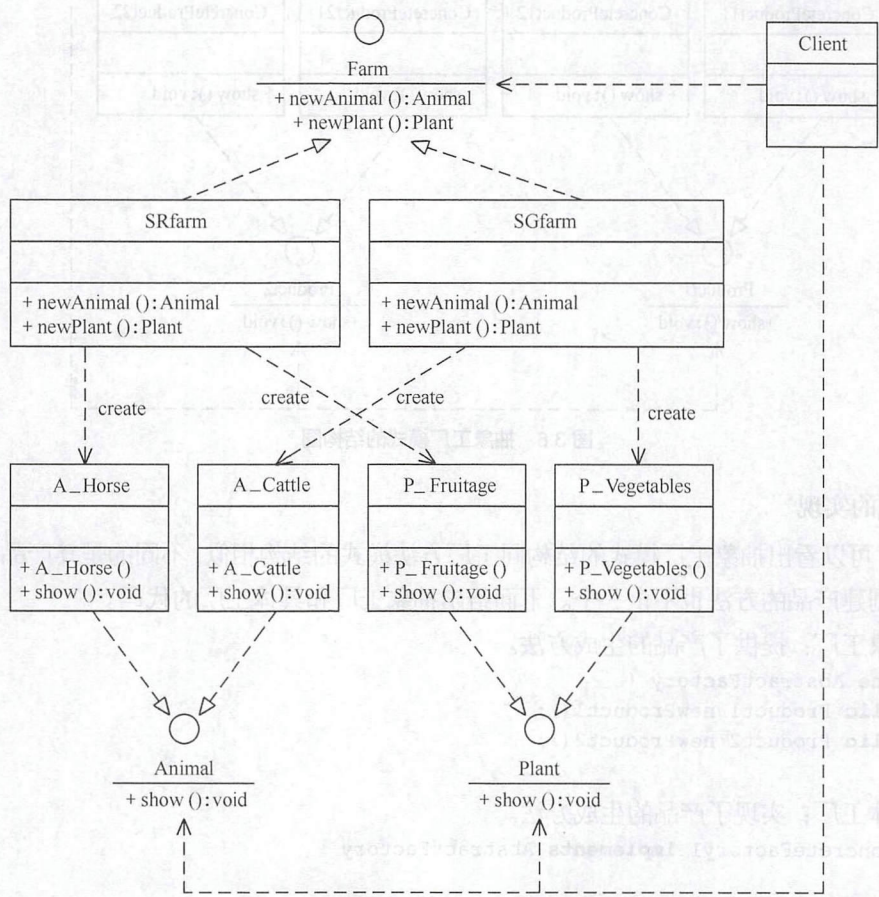 Client
Farm
+ newAnimal ():Animal
+ newPlant ():Plant
SRfarm
+ newAnimal ():Animal
+ newPlant ():Plant
SGfarm
+ newAnimal ():Animal
+ newPlant ():Plant
create
create
create
create
A_Horse
+ A_Horse ()
+ show ():void
A_Cattle
+ A_Cattle ()
+ show ():void
P_Fruitage
+ P_Fruitage ()
+ show ():void
P_Vegetables
+ P_Vegetables ()
+ show ():void
Animal
+ show ():void
Plant
+ show ():void